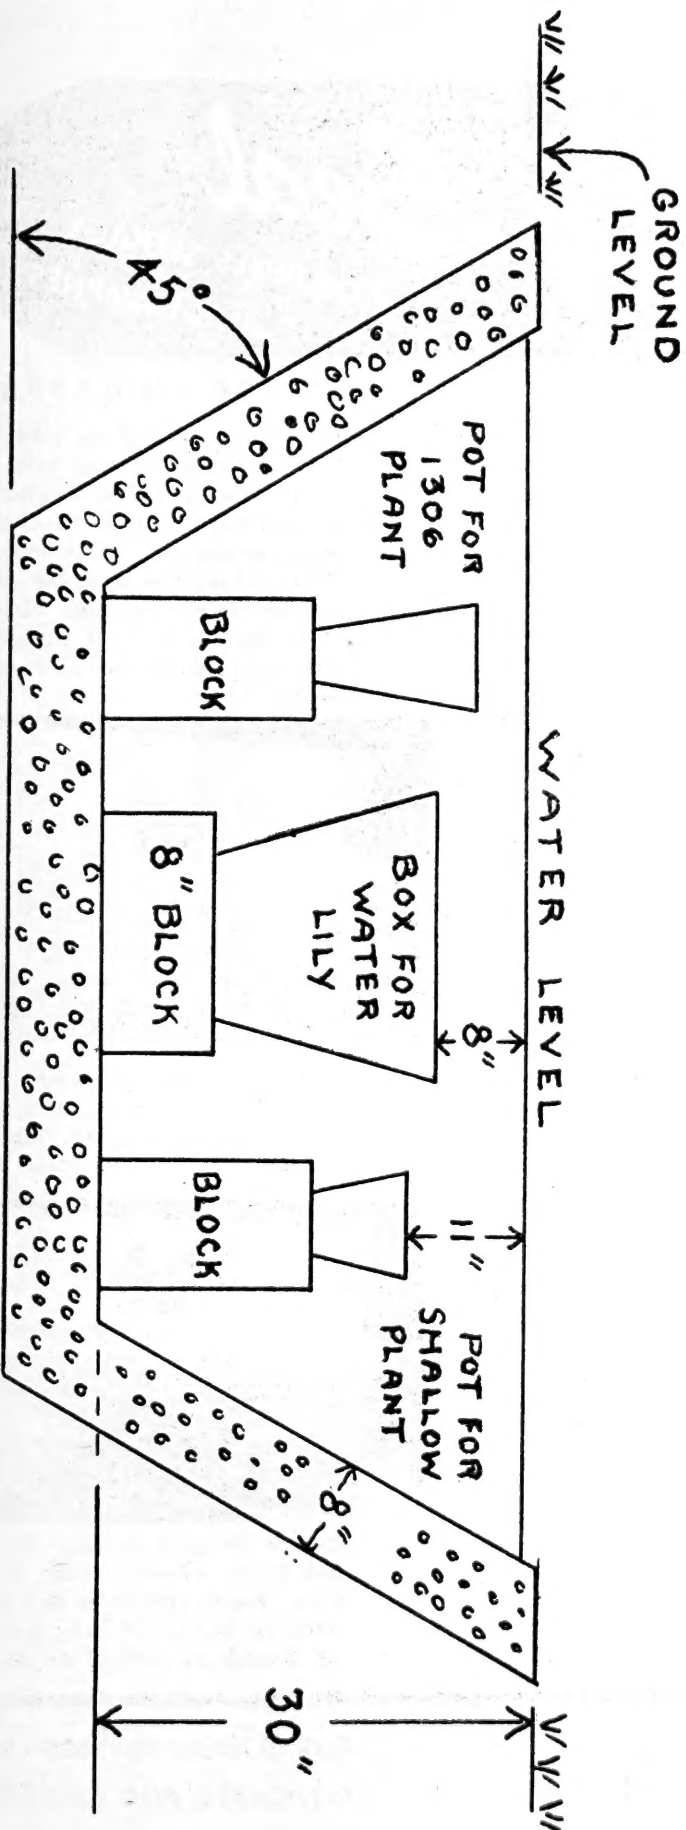 GROUND
LEVEL
WATER LEVEL
45°
POT FOR
BOG
PLANT
BLOCK
BOX FOR
WATER
LILY
8" BLOCK
8"
11"
POT FOR
SHALLOW
PLANT
BLOCK
8"
30"